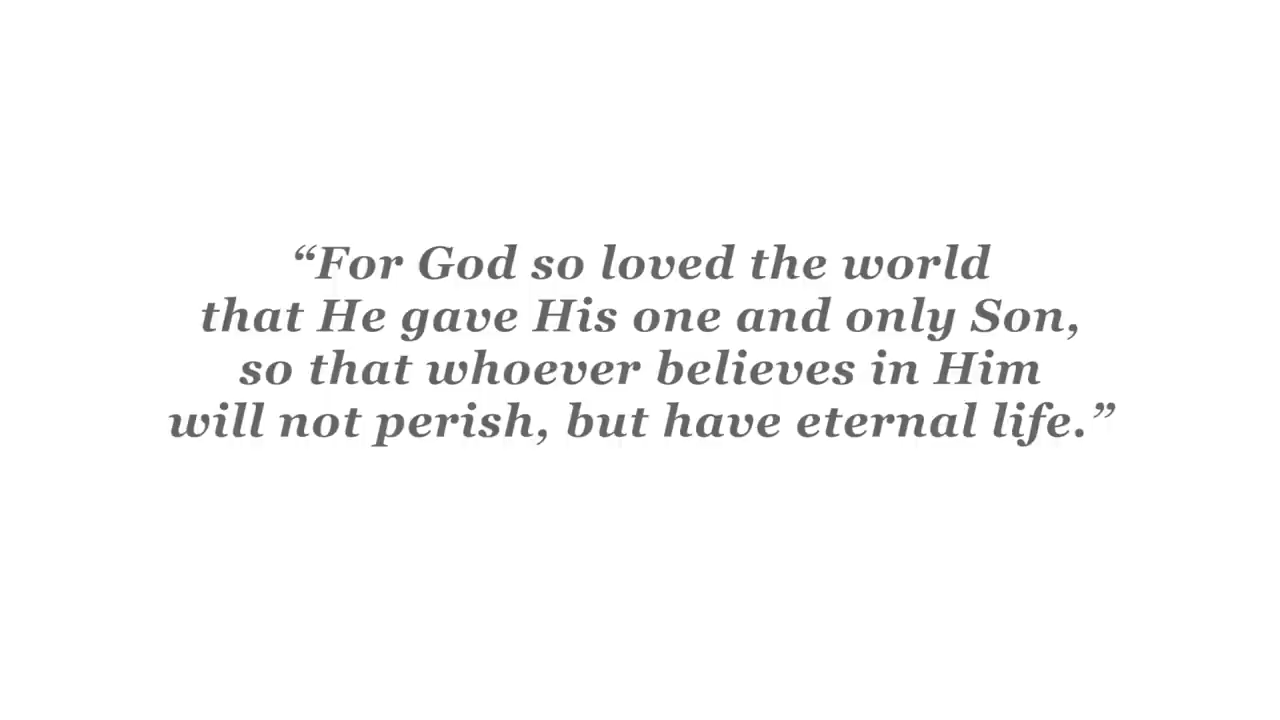 “For God so loved the world
that He gave His one and only Son,
so that whoever believes in Him
will not perish, but have eternal life.”